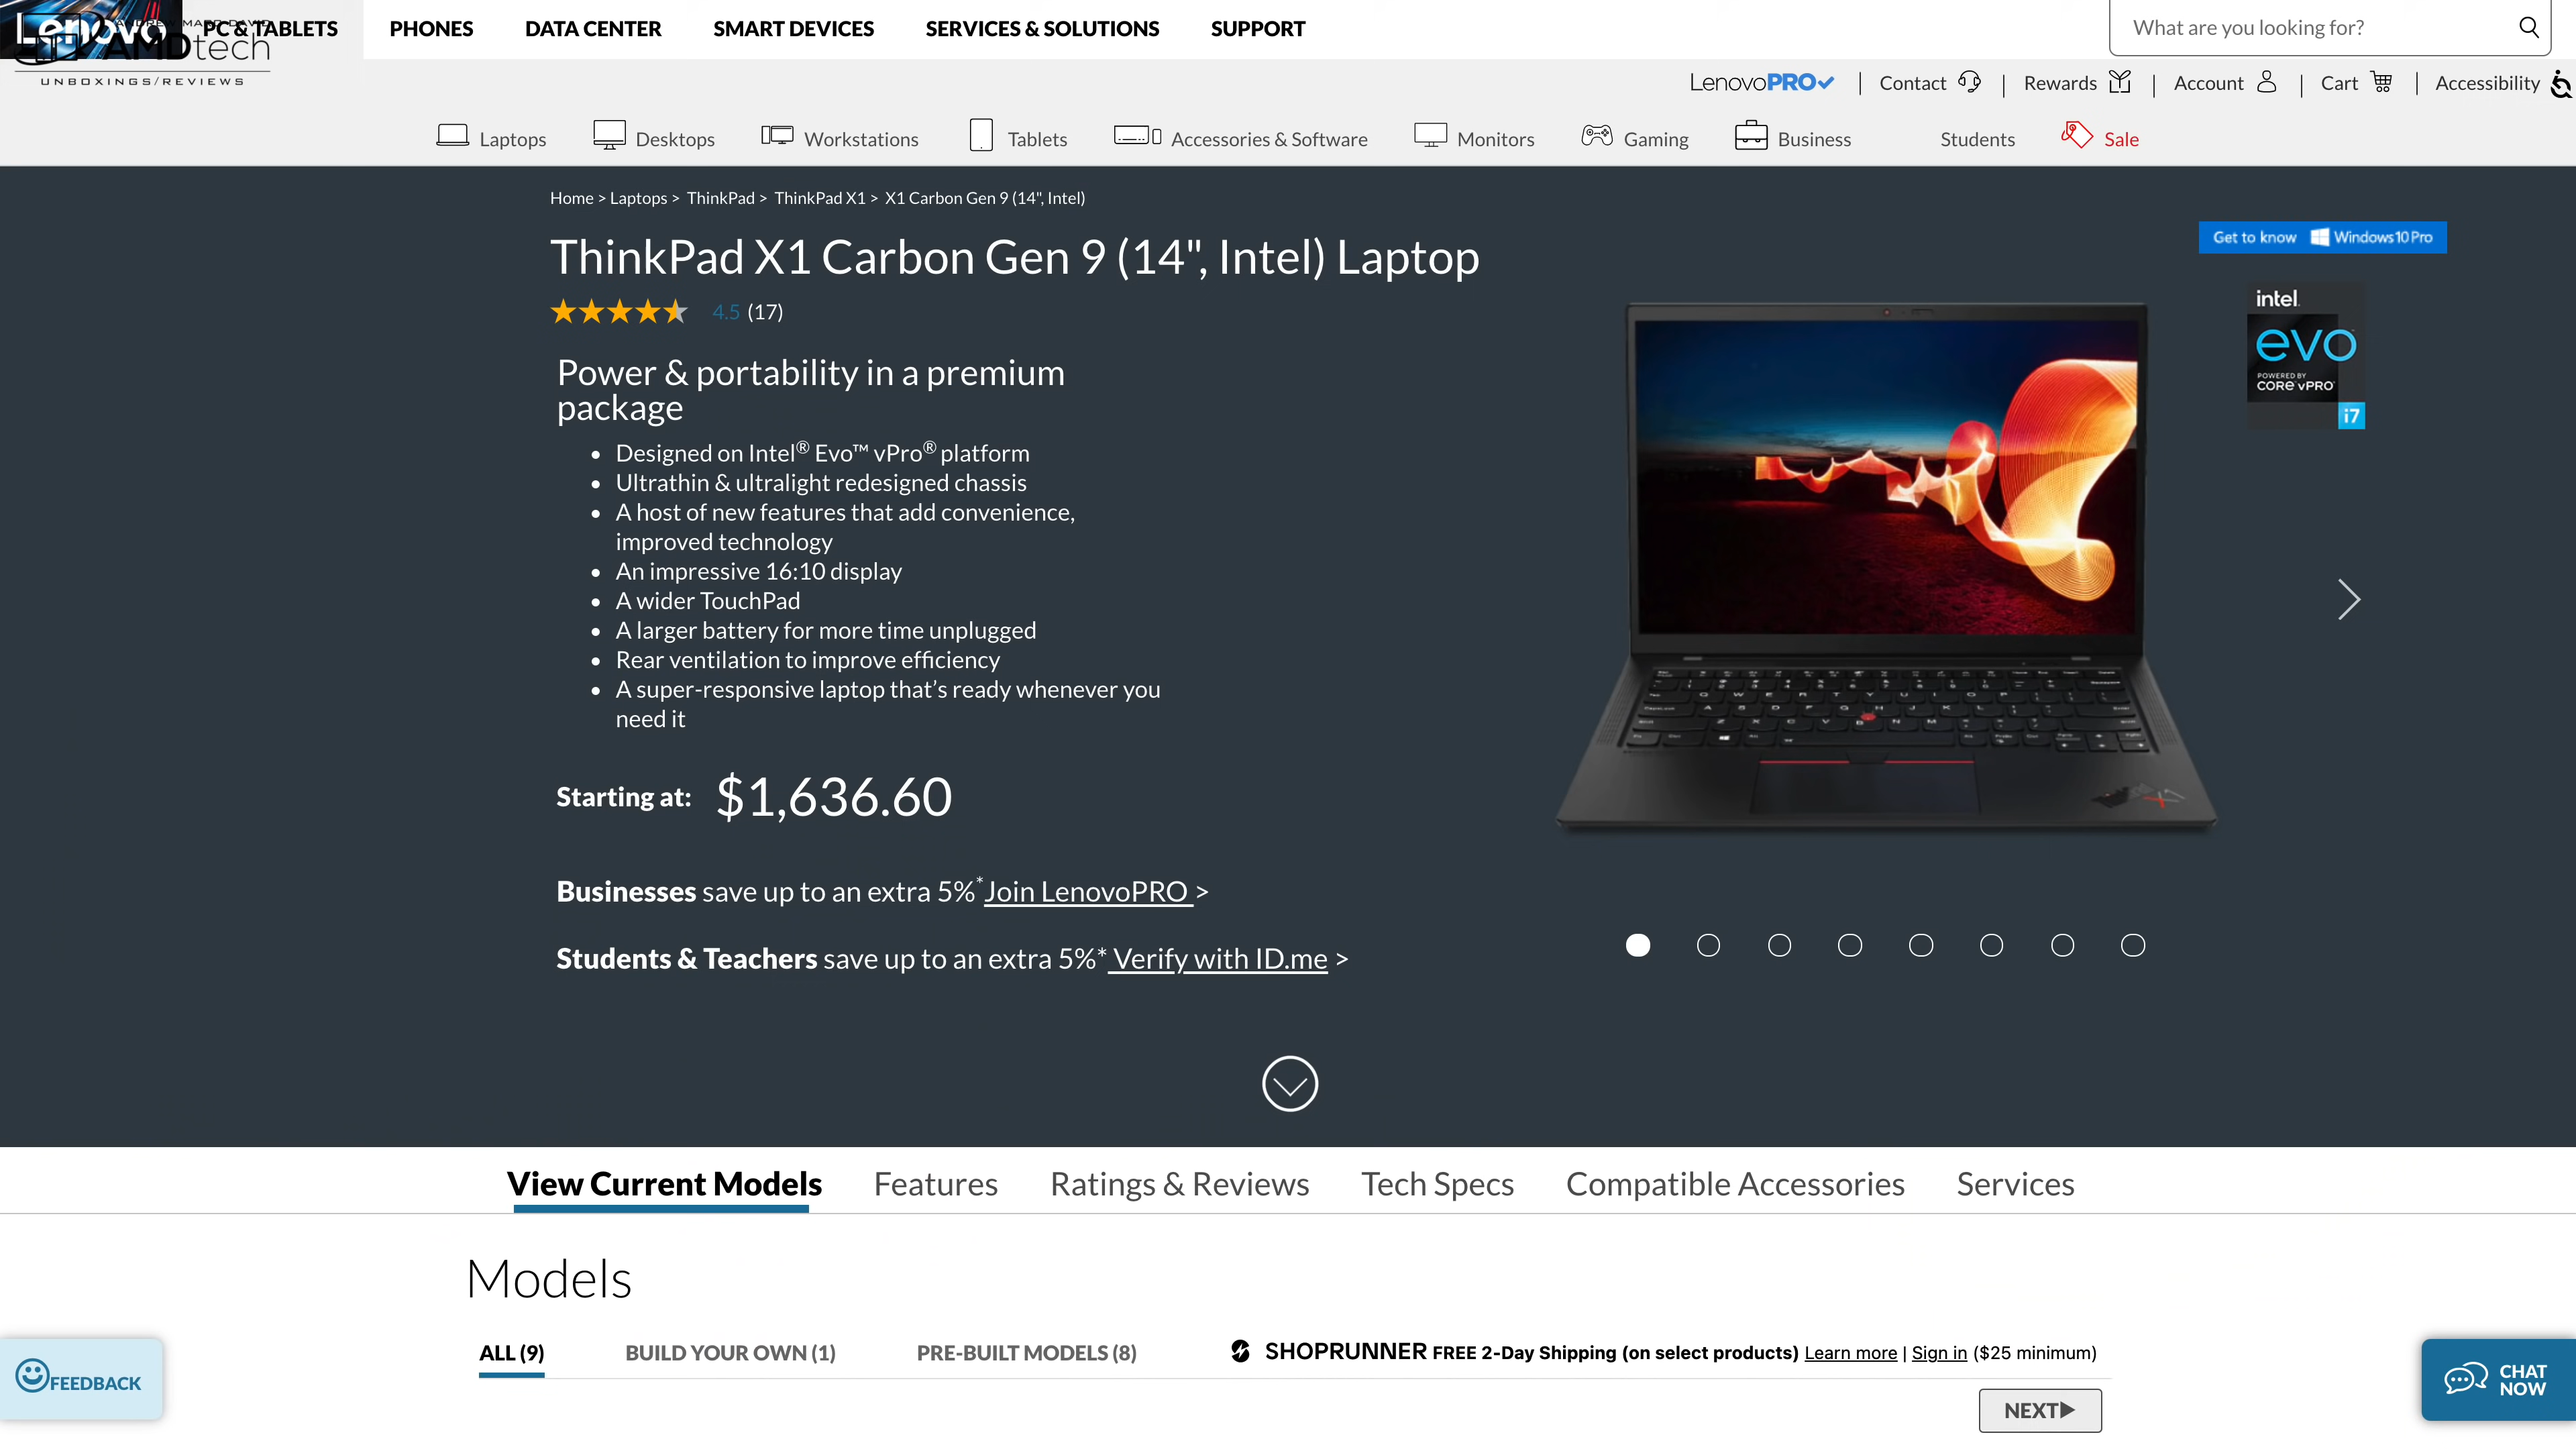 Lenovo
ANDREW MARC DAVID
AMDtech
UNBOXINGS/REVIEWS
PC & TABLETS PHONES DATA CENTER SMART DEVICES SERVICES & SOLUTIONS SUPPORT
What are you looking for?
LenovoPRO | Contact | Rewards | Account | Cart | Accessibility
Laptops Desktops Workstations Tablets Accessories & Software Monitors Gaming Business Students Sale
Home > Laptops > ThinkPad > ThinkPad X1 > X1 Carbon Gen 9 (14", Intel)
ThinkPad X1 Carbon Gen 9 (14", Intel) Laptop
4.5 (17)
Get to know Windows 10 Pro
intel
evo
POWERED BY
CORE vPRO
i7
Power & portability in a premium
package
• Designed on Intel® Evo™ vPro® platform
• Ultrathin & ultralight redesigned chassis
• A host of new features that add convenience,
improved technology
• An impressive 16:10 display
• A wider TouchPad
• A larger battery for more time unplugged
• Rear ventilation to improve efficiency
• A super-responsive laptop that’s ready whenever you
need it
Starting at: $1,636.60
Businesses save up to an extra 5%* Join LenovoPRO >
Students & Teachers save up to an extra 5%* Verify with ID.me >
View Current Models Features Ratings & Reviews Tech Specs Compatible Accessories Services
Models
ALL (9) BUILD YOUR OWN (1) PRE-BUILT MODELS (8) SHOPRUNNER FREE 2-Day Shipping (on select products) Learn more | Sign in ($25 minimum)
NEXT▶
FEEDBACK
CHAT
NOW